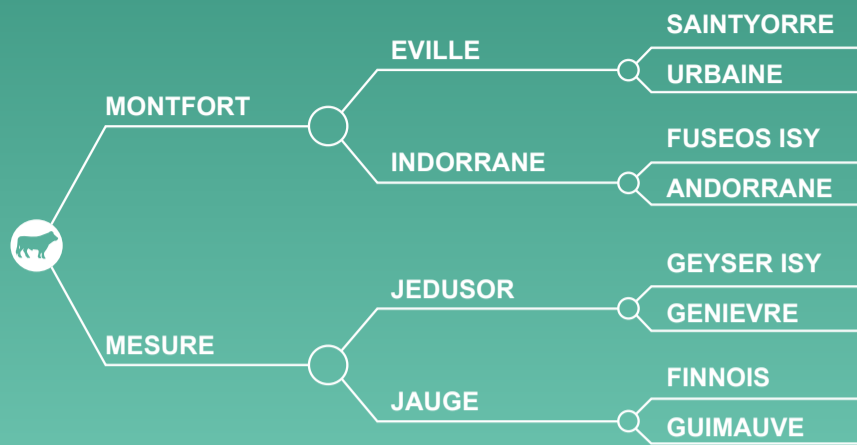 SAINTYORRE
EVILLE
URBAINE
MONTFORT
FUSEOS ISY
INDORRANE
ANDORRANE
GEYSER ISY
JEDUSOR
GENIEVRE
MESURE
FINNOIS
JAUGE
GUIMAUVE